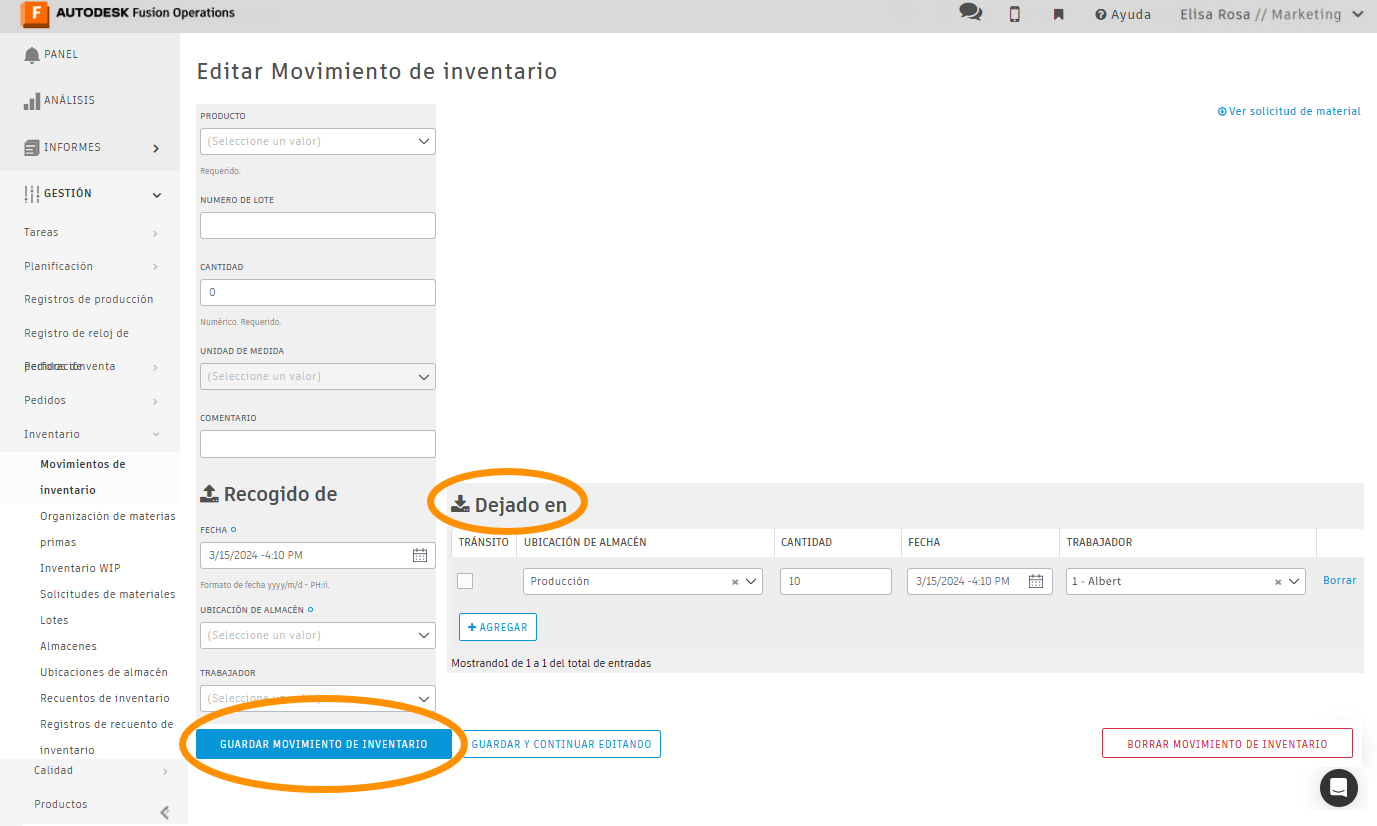 AUTODESK Fusion Operations
Ayuda
Elisa Rosa // Marketing
PANEL
ANÁLISIS
INFORMES
GESTIÓN
Tareas
Planificación
Registros de producción
Registro de reloj de
Pedidos de venta
Pedidos
Inventario
Movimientos de
inventario
Organización de materias
primas
Inventario WIP
Solicitudes de materiales
Lotes
Almacenes
Ubicaciones de almacén
Recuentos de inventario
Registros de recuento de
inventario
Calidad
Productos
Editar Movimiento de inventario
Ver solicitud de material
PRODUCTO
(Seleccione un valor)
Requerido.
NUMERO DE LOTE
CANTIDAD
0
Numérico. Requerido.
UNIDAD DE MEDIDA
(Seleccione un valor)
COMENTARIO
Recogido de
FECHA
3/15/2024 -4:10 PM
Formato de fecha yyyy/m/d - PH:ii.
UBICACIÓN DE ALMACÉN
(Seleccione un valor)
TRABAJADOR
(Seleccione un valor)
Dejado en
TRÁNSITO UBICACIÓN DE ALMACÉN CANTIDAD FECHA TRABAJADOR
Producción 10 3/15/2024 -4:10 PM 1 - Albert Borrar
+ AGREGAR
Mostrando1 de 1 a 1 del total de entradas
GUARDAR MOVIMIENTO DE INVENTARIO
GUARDAR Y CONTINUAR EDITANDO
BORRAR MOVIMIENTO DE INVENTARIO